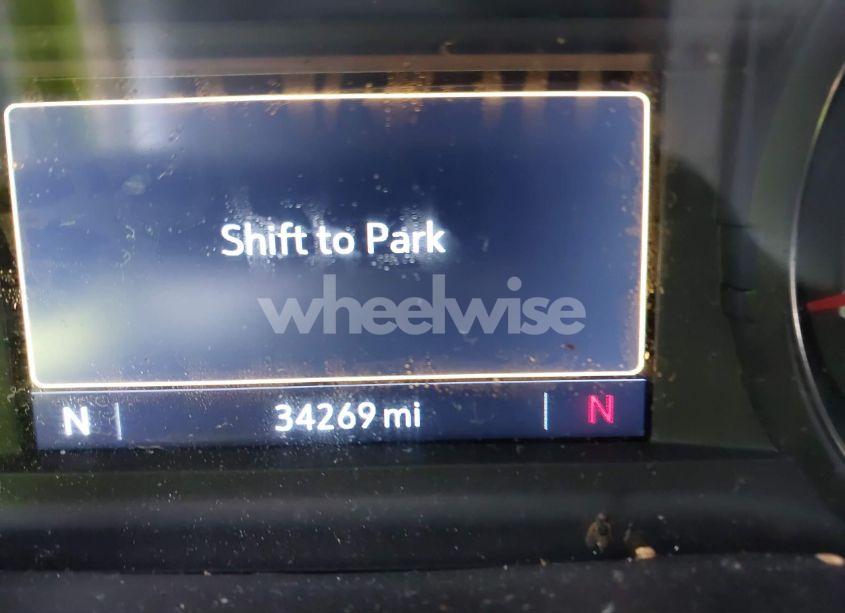 Shift to Park
wheelwise
N 34269 mi N